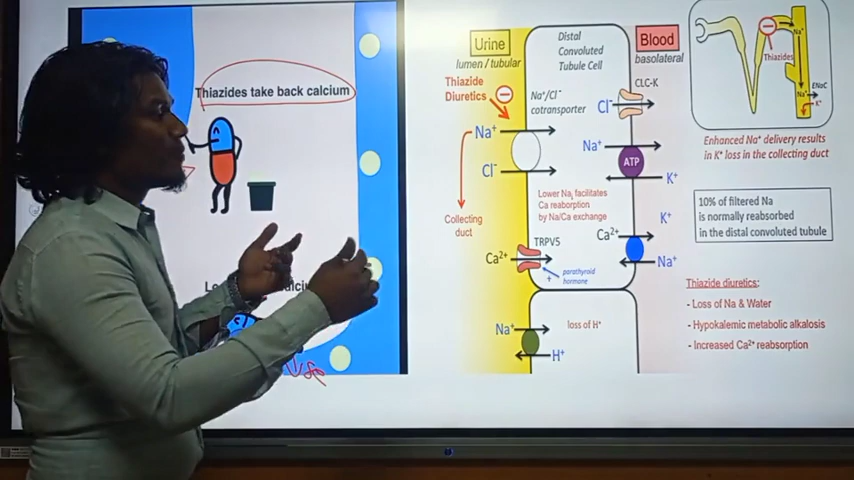 Thiazides take back calcium
Lo
Urine
lumen / tubular
Thiazide
Diuretics
Na⁺
Cl⁻
Collecting
duct
Ca²⁺
Na⁺
H⁺
Distal
Convoluted
Tubule Cell
Na⁺/Cl⁻
cotransporter
Lower Naᵢ facilitates
Ca reaborption
by Na/Ca exchange
TRPV5
+
parathyroid
hormone
loss of H⁺
Blood
basolateral
CLC-K
Cl⁻
Na⁺
ATP
K⁺
K⁺
Ca²⁺
Na⁺
Na⁺
Thiazides
Na⁺
ENaC
K⁺
Enhanced Na⁺ delivery results
in K⁺ loss in the collecting duct
10% of filtered Na
is normally reabsorbed
in the distal convoluted tubule
Thiazide diuretics:
- Loss of Na & Water
- Hypokalemic metabolic alkalosis
- Increased Ca²⁺ reabsorption